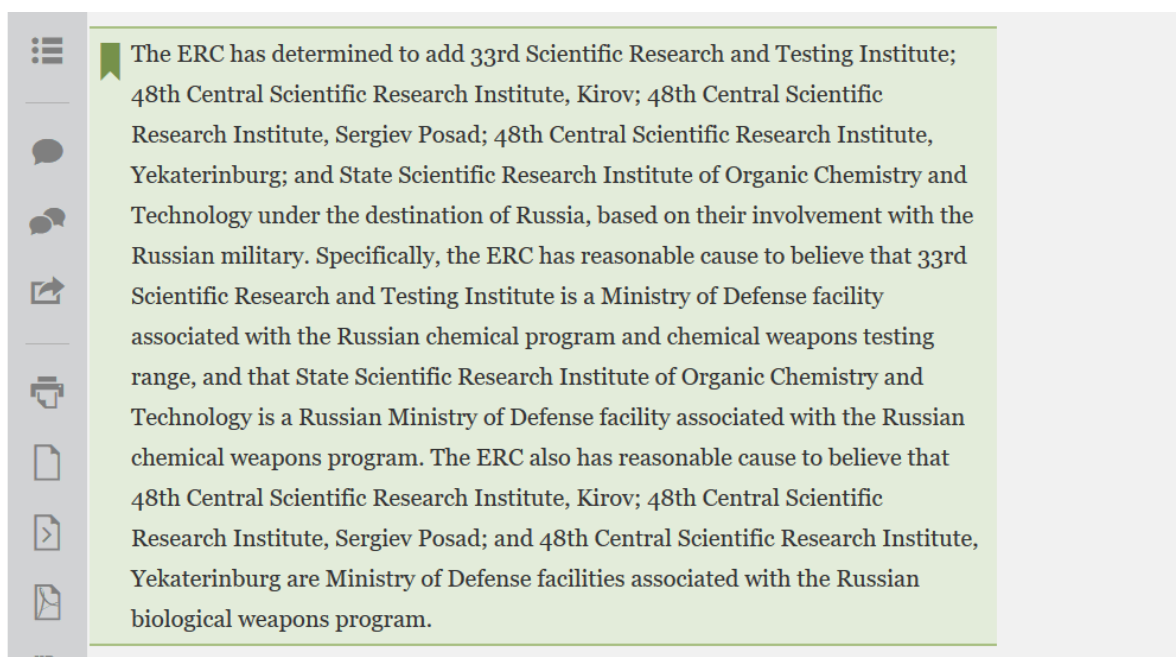 The ERC has determined to add 33rd Scientific Research and Testing Institute;
48th Central Scientific Research Institute, Kirov; 48th Central Scientific
Research Institute, Sergiev Posad; 48th Central Scientific Research Institute,
Yekaterinburg; and State Scientific Research Institute of Organic Chemistry and
Technology under the destination of Russia, based on their involvement with the
Russian military. Specifically, the ERC has reasonable cause to believe that 33rd
Scientific Research and Testing Institute is a Ministry of Defense facility
associated with the Russian chemical program and chemical weapons testing
range, and that State Scientific Research Institute of Organic Chemistry and
Technology is a Russian Ministry of Defense facility associated with the Russian
chemical weapons program. The ERC also has reasonable cause to believe that
48th Central Scientific Research Institute, Kirov; 48th Central Scientific
Research Institute, Sergiev Posad; and 48th Central Scientific Research Institute,
Yekaterinburg are Ministry of Defense facilities associated with the Russian
biological weapons program.